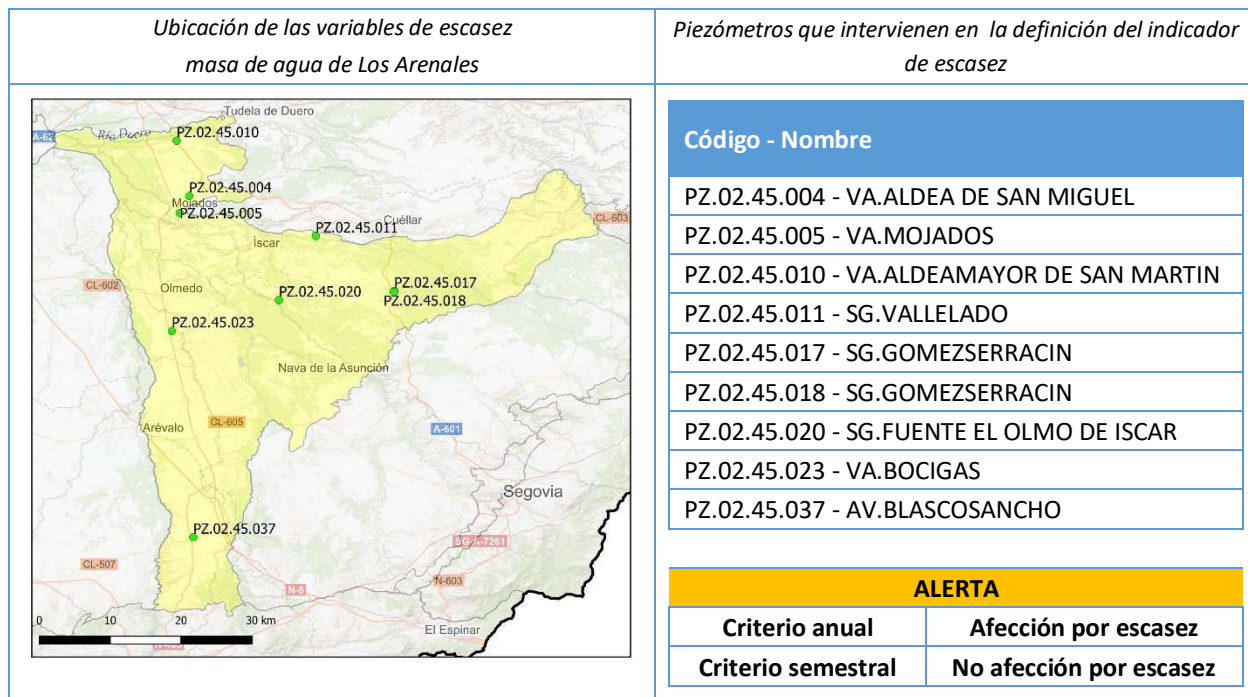 Ubicación de las variables de escasez
masa de agua de Los Arenales
Piezómetros que intervienen en la definición del indicador
de escasez
Tudela de Duero
A-62
Río Duero
PZ.02.45.010
PZ.02.45.004
Mojados
PZ.02.45.005
Cuéllar
CL-603
PZ.02.45.011
Íscar
CL-602
Olmedo
PZ.02.45.017
PZ.02.45.020
PZ.02.45.018
PZ.02.45.023
Nava de la Asunción
Arévalo
CL-605
A-601
Segovia
PZ.02.45.037
SG-A-7261
CL-507
N-6
N-603
0 10 20 30 km
El Espinar
Código - Nombre
PZ.02.45.004 - VA.ALDEA DE SAN MIGUEL
PZ.02.45.005 - VA.MOJADOS
PZ.02.45.010 - VA.ALDEAMAYOR DE SAN MARTIN
PZ.02.45.011 - SG.VALLELADO
PZ.02.45.017 - SG.GOMEZSERRACIN
PZ.02.45.018 - SG.GOMEZSERRACIN
PZ.02.45.020 - SG.FUENTE EL OLMO DE ISCAR
PZ.02.45.023 - VA.BOCIGAS
PZ.02.45.037 - AV.BLASCOSANCHO
ALERTA
Criterio anual Afección por escasez
Criterio semestral No afección por escasez